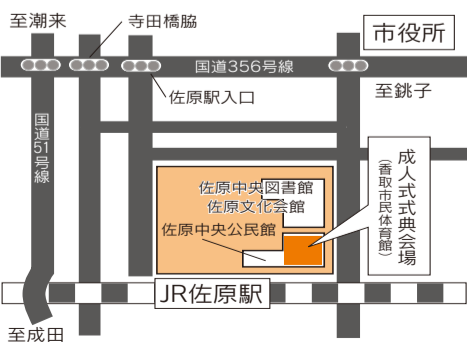 至潮来
寺田橋脇
市役所
国道356号線
佐原駅入口
至銚子
国道51号線
成人式式典会場
（香取市民体育館）
佐原中央図書館
佐原文化会館
佐原中央公民館
JR佐原駅
至成田